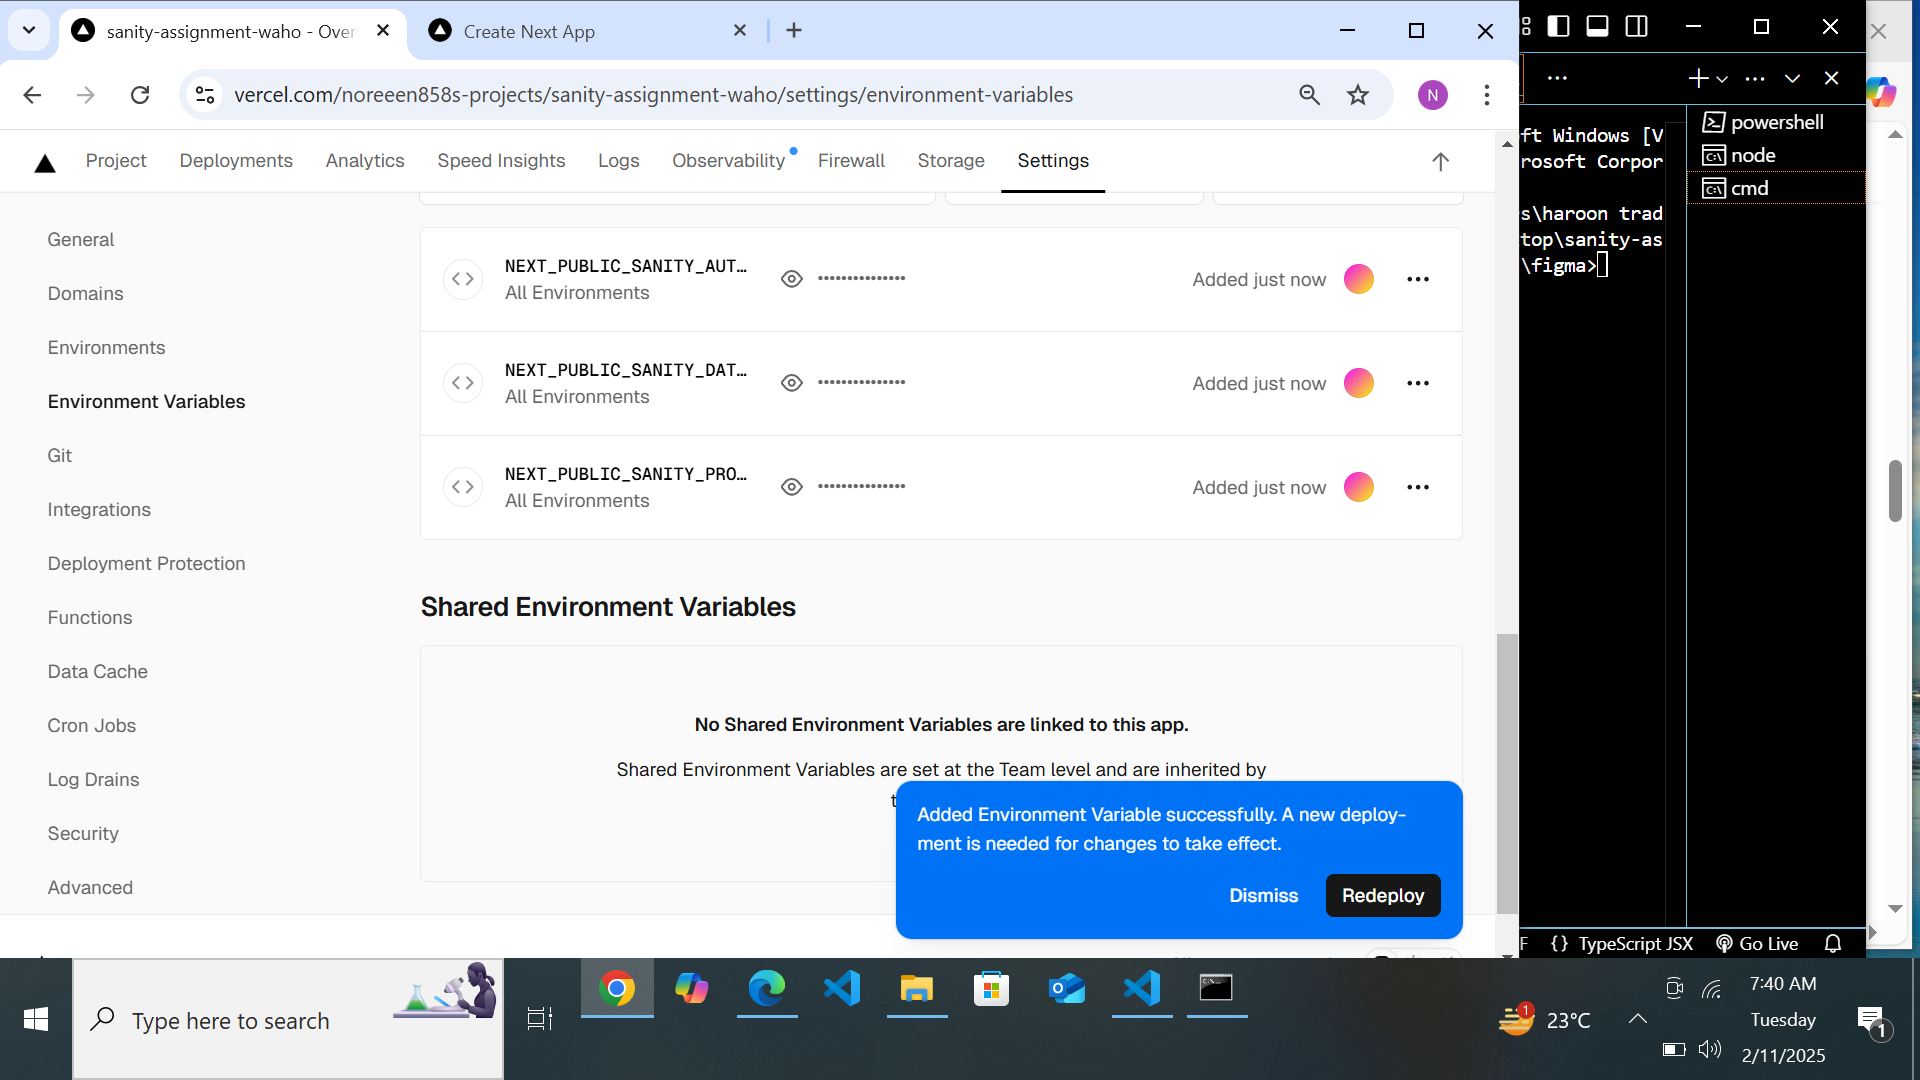 sanity-assignment-waho - Over
Create Next App
vercel.com/noreeen858s-projects/sanity-assignment-waho/settings/environment-variables
N
Project
Deployments
Analytics
Speed Insights
Logs
Observability
Firewall
Storage
Settings
General
Domains
Environments
Environment Variables
Git
Integrations
Deployment Protection
Functions
Data Cache
Cron Jobs
Log Drains
Security
Advanced
NEXT_PUBLIC_SANITY_AUT…
All Environments
Added just now
NEXT_PUBLIC_SANITY_DAT…
All Environments
Added just now
NEXT_PUBLIC_SANITY_PRO…
All Environments
Added just now
Shared Environment Variables
No Shared Environment Variables are linked to this app.
Shared Environment Variables are set at the Team level and are inherited by
Added Environment Variable successfully. A new deploy-
ment is needed for changes to take effect.
Dismiss
Redeploy
ft Windows [V
rosoft Corpor
s\haroon trad
top\sanity-as
\figma>
powershell
node
cmd
F
{} TypeScript JSX
Go Live
Type here to search
1
23°C
7:40 AM
Tuesday
2/11/2025
1